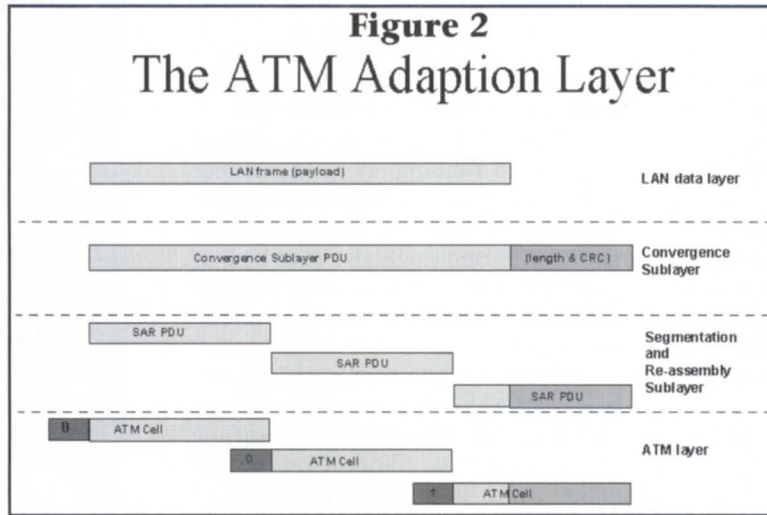 Figure 2
The ATM Adaption Layer
LAN frame (payload)
LAN data layer
Convergence Sublayer PDU
(length & CRC)
Convergence
Sublayer
SAR PDU
SAR PDU
SAR PDU
Segmentation
and
Re-assembly
Sublayer
0
ATM Cell
0
ATM Cell
1
ATM Cell
ATM layer